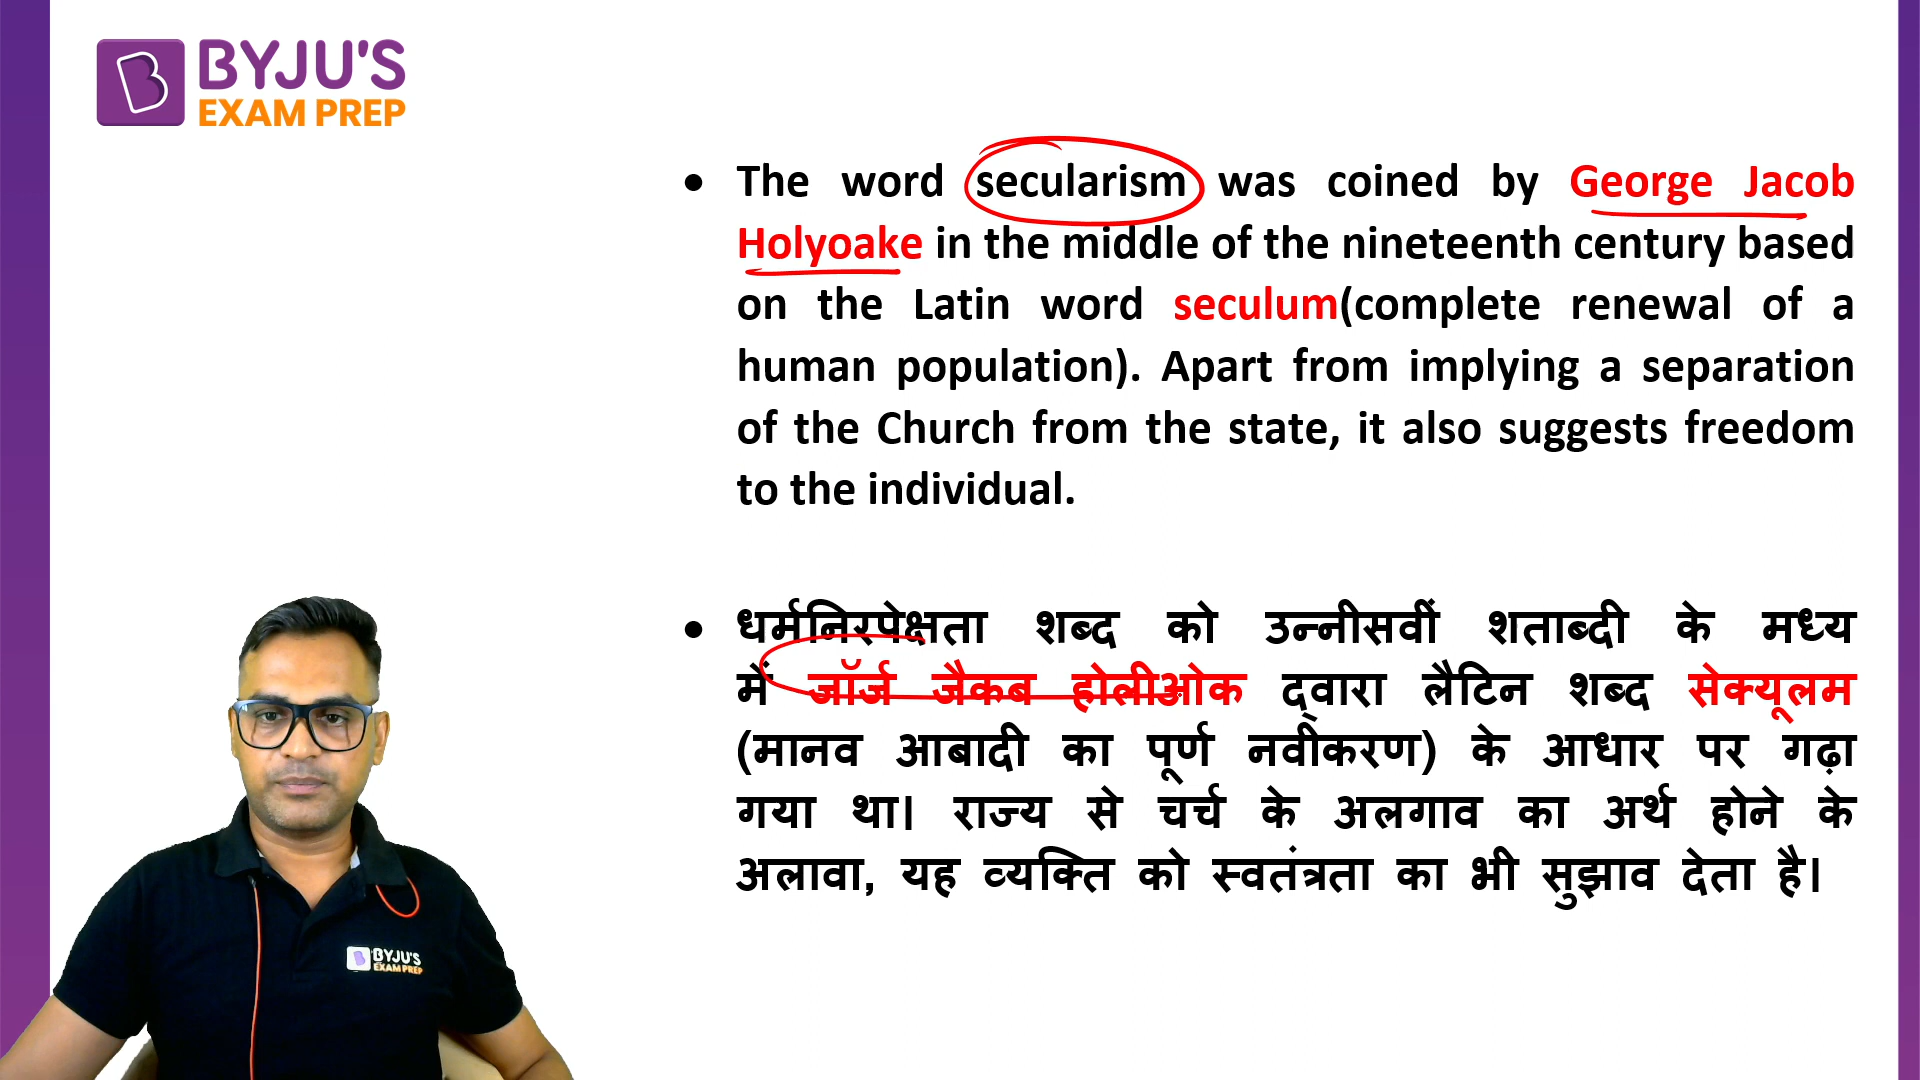 BYJU'S
EXAM PREP
• The word secularism was coined by George Jacob
Holyoake in the middle of the nineteenth century based
on the Latin word seculum(complete renewal of a
human population). Apart from implying a separation
of the Church from the state, it also suggests freedom
to the individual.
• धर्मनिरपेक्षता शब्द को उन्नीसवीं शताब्दी के मध्य
में जॉर्ज जैकब होलीओक द्वारा लैटिन शब्द सेक्यूलम
(मानव आबादी का पूर्ण नवीकरण) के आधार पर गढ़ा
गया था। राज्य से चर्च के अलगाव का अर्थ होने के
अलावा, यह व्यक्ति को स्वतंत्रता का भी सुझाव देता है।
BYJU'S
EXAM PREP